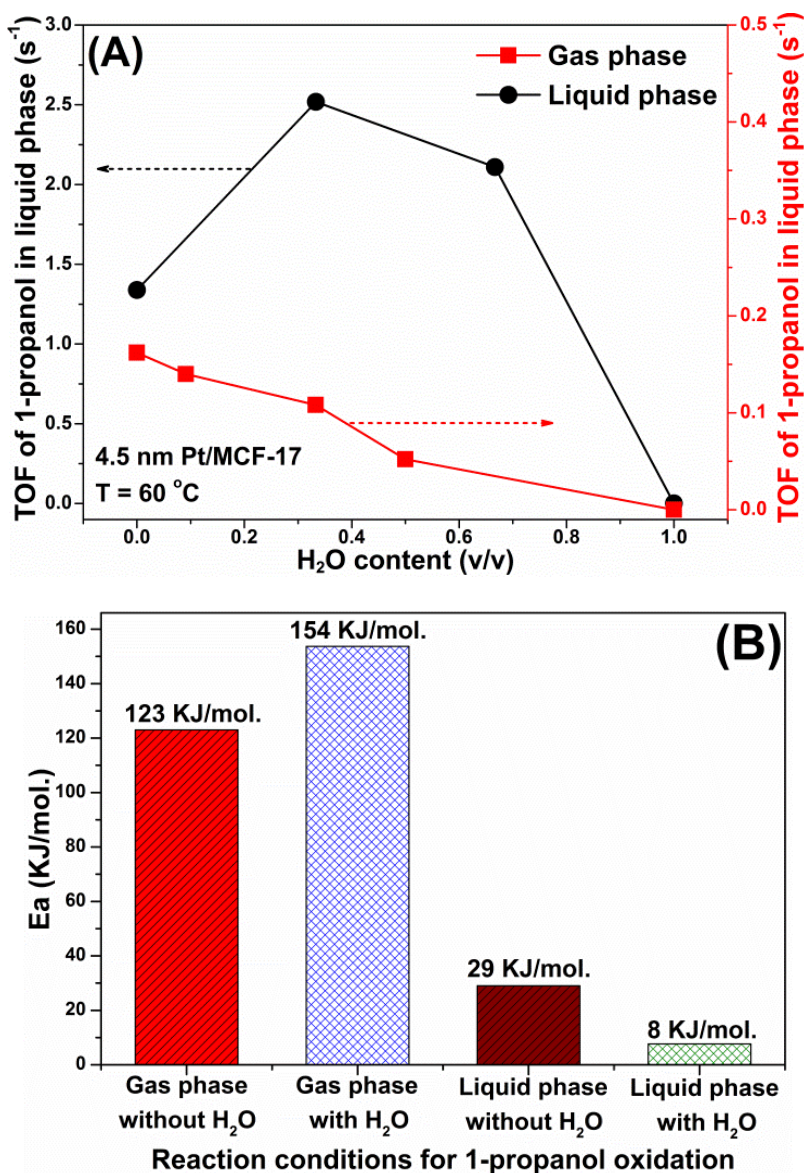 (A)
Gas phase
Liquid phase
TOF of 1-propanol in liquid phase (s-1)
3.0
2.5
2.0
1.5
1.0
0.5
0.0
TOF of 1-propanol in liquid phase (s-1)
0.5
0.4
0.3
0.2
0.1
0.0
4.5 nm Pt/MCF-17
T = 60 °C
0.0 0.2 0.4 0.6 0.8 1.0
H2O content (v/v)
(B)
Ea (KJ/mol.)
160
140
120
100
80
60
40
20
0
123 KJ/mol.
154 KJ/mol.
29 KJ/mol.
8 KJ/mol.
Gas phase
without H2O
Gas phase
with H2O
Liquid phase
without H2O
Liquid phase
with H2O
Reaction conditions for 1-propanol oxidation